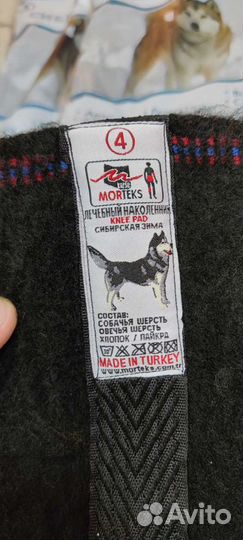 4
MORTEKS
ЛЕЧЕБНЫЙ НАКОЛЕННИК
KNEE PAD
СИБИРСКАЯ ЗИМА
СОСТАВ:
СОБАЧЬЯ ШЕРСТЬ
ОВЕЧЬЯ ШЕРСТЬ
ХЛОПОК / ЛАЙКРА
MADE IN TURKEY
www.morteks.com.tr
Avito